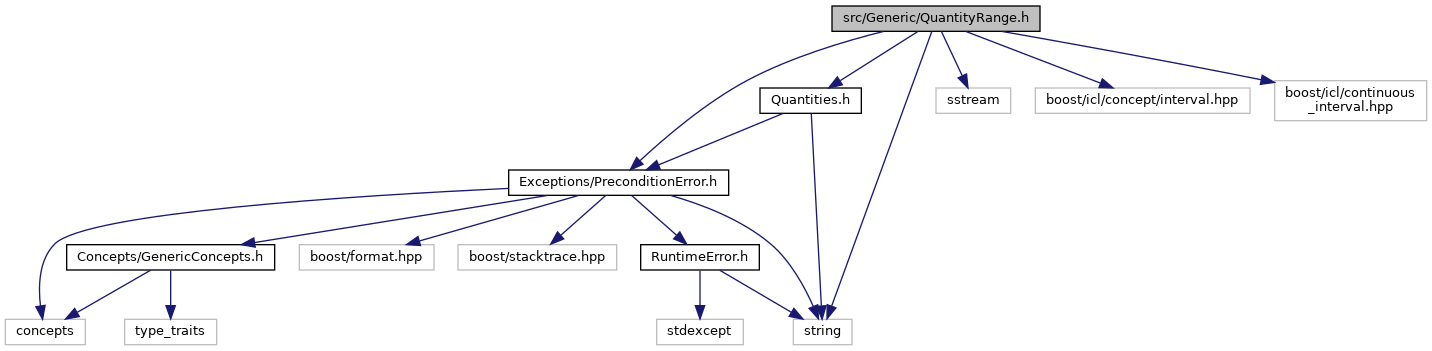 src/Generic/QuantityRange.h
Quantities.h
sstream
boost/icl/concept/interval.hpp
boost/icl/continuous
_interval.hpp
Exceptions/PreconditionError.h
Concepts/GenericConcepts.h
boost/format.hpp
boost/stacktrace.hpp
RuntimeError.h
concepts
type_traits
stdexcept
string